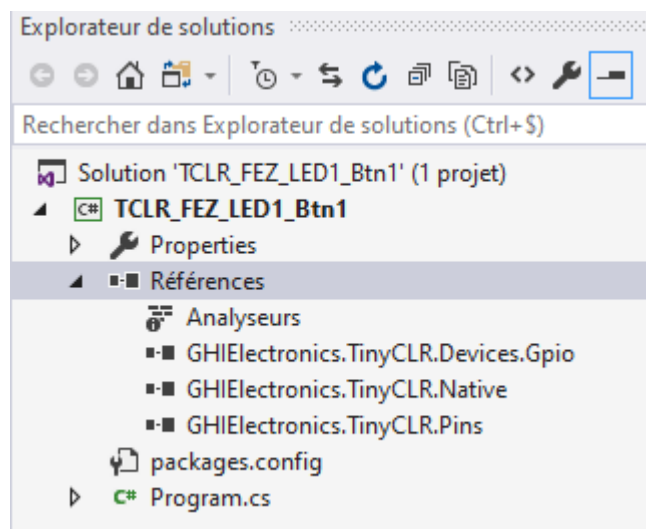 Explorateur de solutions
Rechercher dans Explorateur de solutions (Ctrl+$)
Solution 'TCLR_FEZ_LED1_Btn1' (1 projet)
C# TCLR_FEZ_LED1_Btn1
Properties
Références
Analyseurs
GHIElectronics.TinyCLR.Devices.Gpio
GHIElectronics.TinyCLR.Native
GHIElectronics.TinyCLR.Pins
packages.config
C# Program.cs